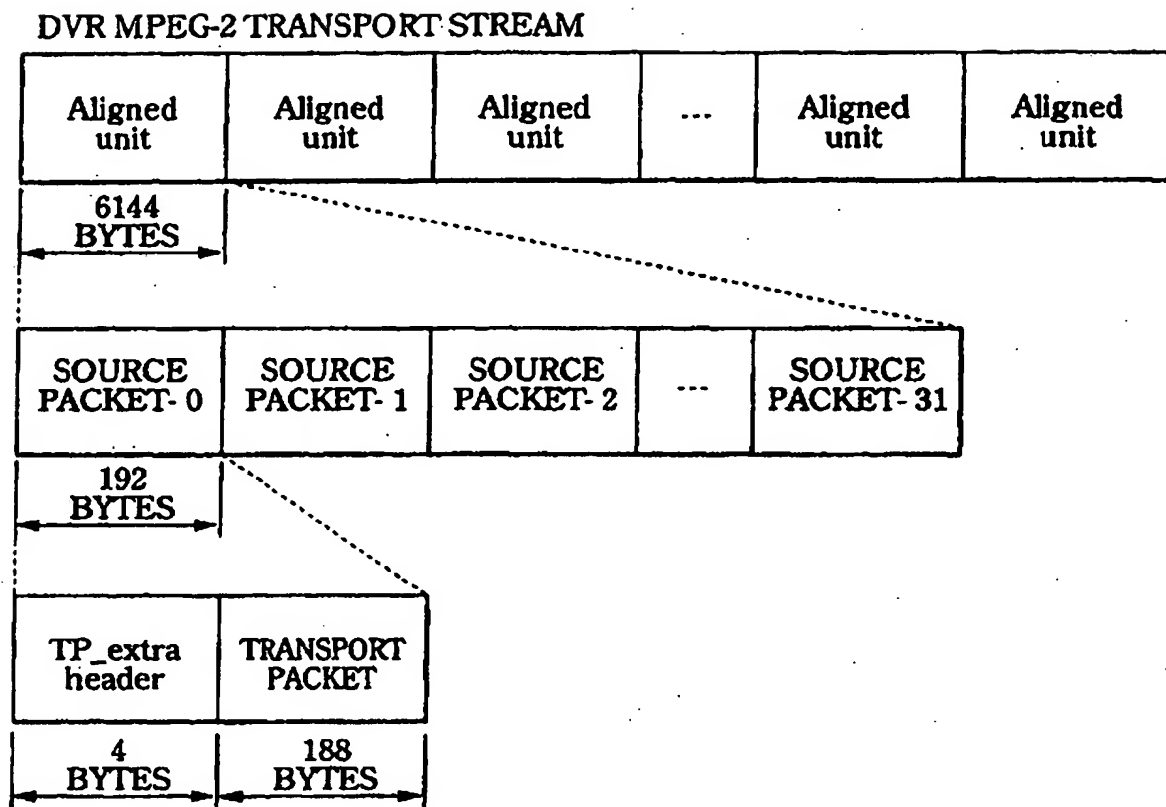 DVR MPEG-2 TRANSPORT STREAM
Aligned unit
Aligned unit
Aligned unit
---
Aligned unit
Aligned unit
6144 BYTES
SOURCE PACKET- 0
SOURCE PACKET- 1
SOURCE PACKET- 2
---
SOURCE PACKET- 31
192 BYTES
TP_extra header
TRANSPORT PACKET
4 BYTES
188 BYTES